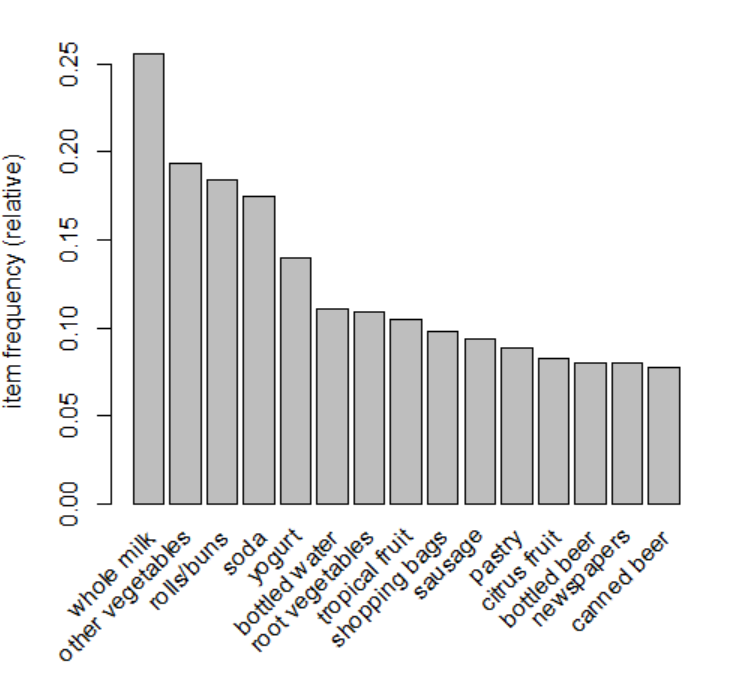 item frequency (relative)
0.25
0.20
0.15
0.10
0.05
0.00
whole milk
other vegetables
rolls/buns
soda
yogurt
bottled water
root vegetables
tropical fruit
shopping bags
sausage
pastry
citrus fruit
bottled beer
newspapers
canned beer